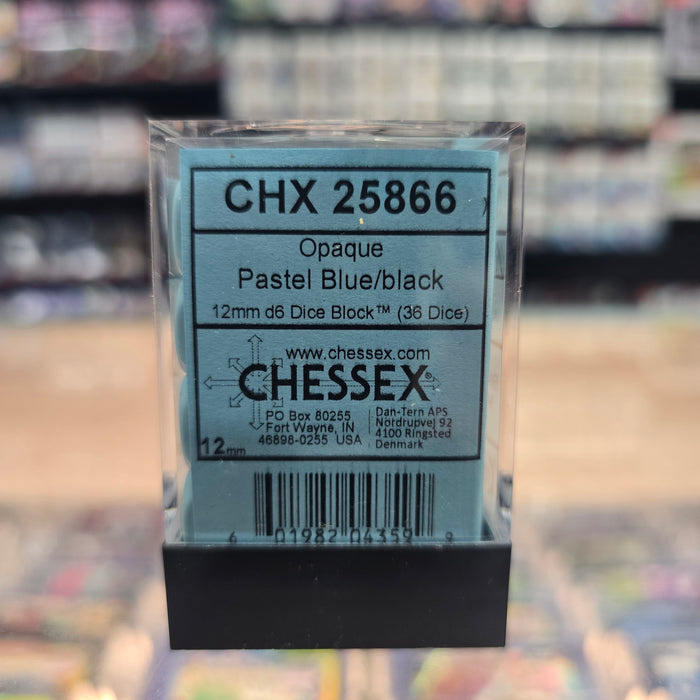 CHX 25866
Opaque
Pastel Blue/black
12mm d6 Dice Block™ (36 Dice)
www.chessex.com
CHESSEX®
PO Box 80255
Fort Wayne, IN
46898-0255 USA
Dan-Tern APS
Nordrupvej 92
4100 Ringsted
Denmark
12mm
6 01982 04359 9